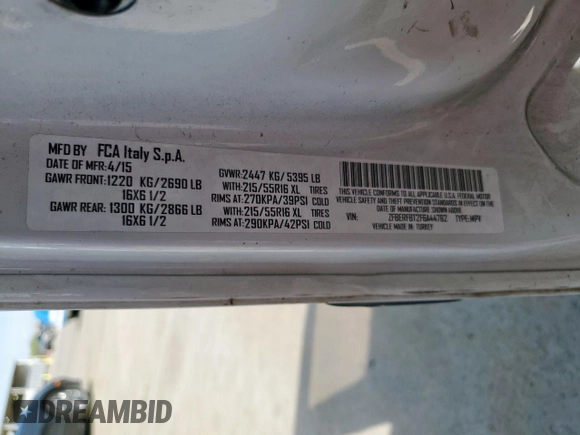 MFD BY FCA Italy S.p.A.
DATE OF MFR: 4/15 GVWR: 2447 KG/ 5395 LB
GAWR FRONT: 1220 KG/ 2690 LB WITH: 215/55R16 XL TIRES
16X6 1/2 RIMS AT: 270KPA/39PSI COLD
GAWR REAR: 1300 KG/ 2866 LB WITH: 215/55R16 XL TIRES
16X6 1/2 RIMS AT: 290KPA/42PSI COLD
THIS VEHICLE CONFORMS TO ALL APPLICABLE U.S.A. FEDERAL MOTOR
VEHICLE SAFETY, BUMPER AND THEFT PREVENTION STANDARDS IN EFFECT
ON THE DATE OF MANUFACTURE SHOWN ABOVE.
VIN: ZFBERFBT2F6A44762 TYPE: MPV
VEHICLE MADE IN: TURKEY
DREAMBID